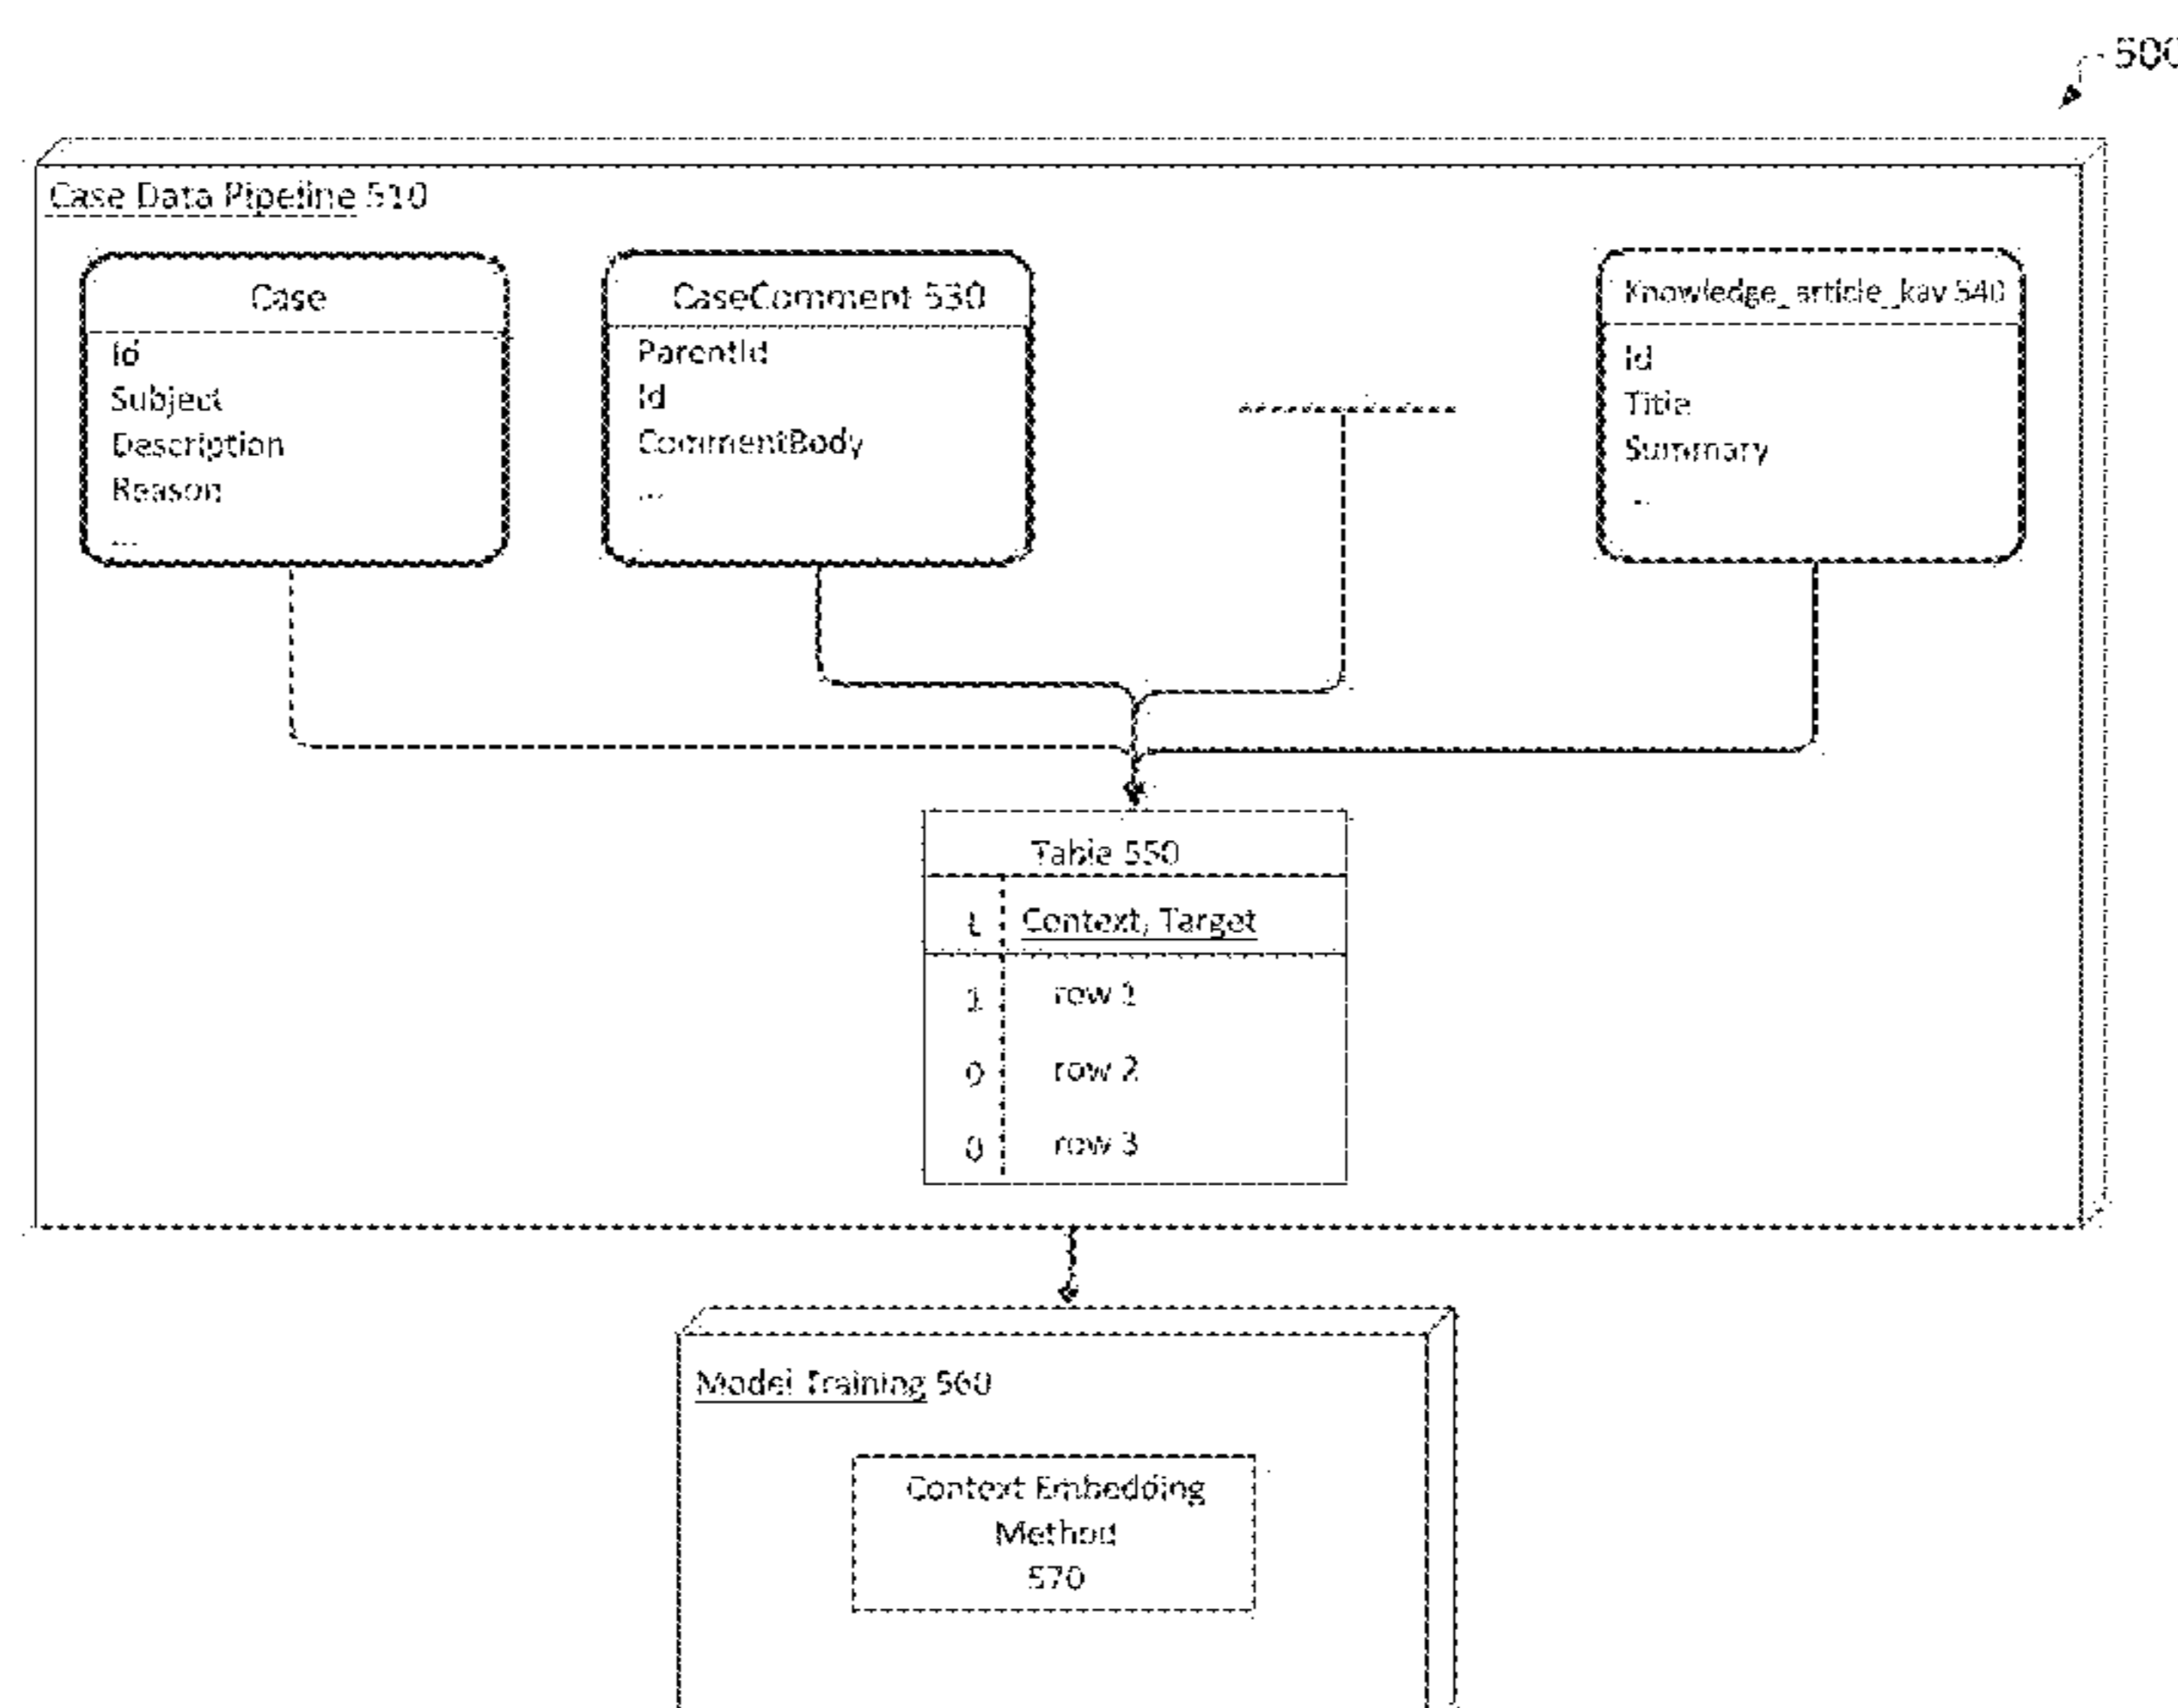 500
Case Data Pipeline 510
Case
Id
Subject
Description
Reason
...
CaseComment 530
ParentId
Id
CommentBody
...
Knowledge_article_kav 540
Id
Title
Summary
..
Table 550
L Context, Target
1 row 1
0 row 2
0 row 3
Model Training 560
Context Embedding
Method
570